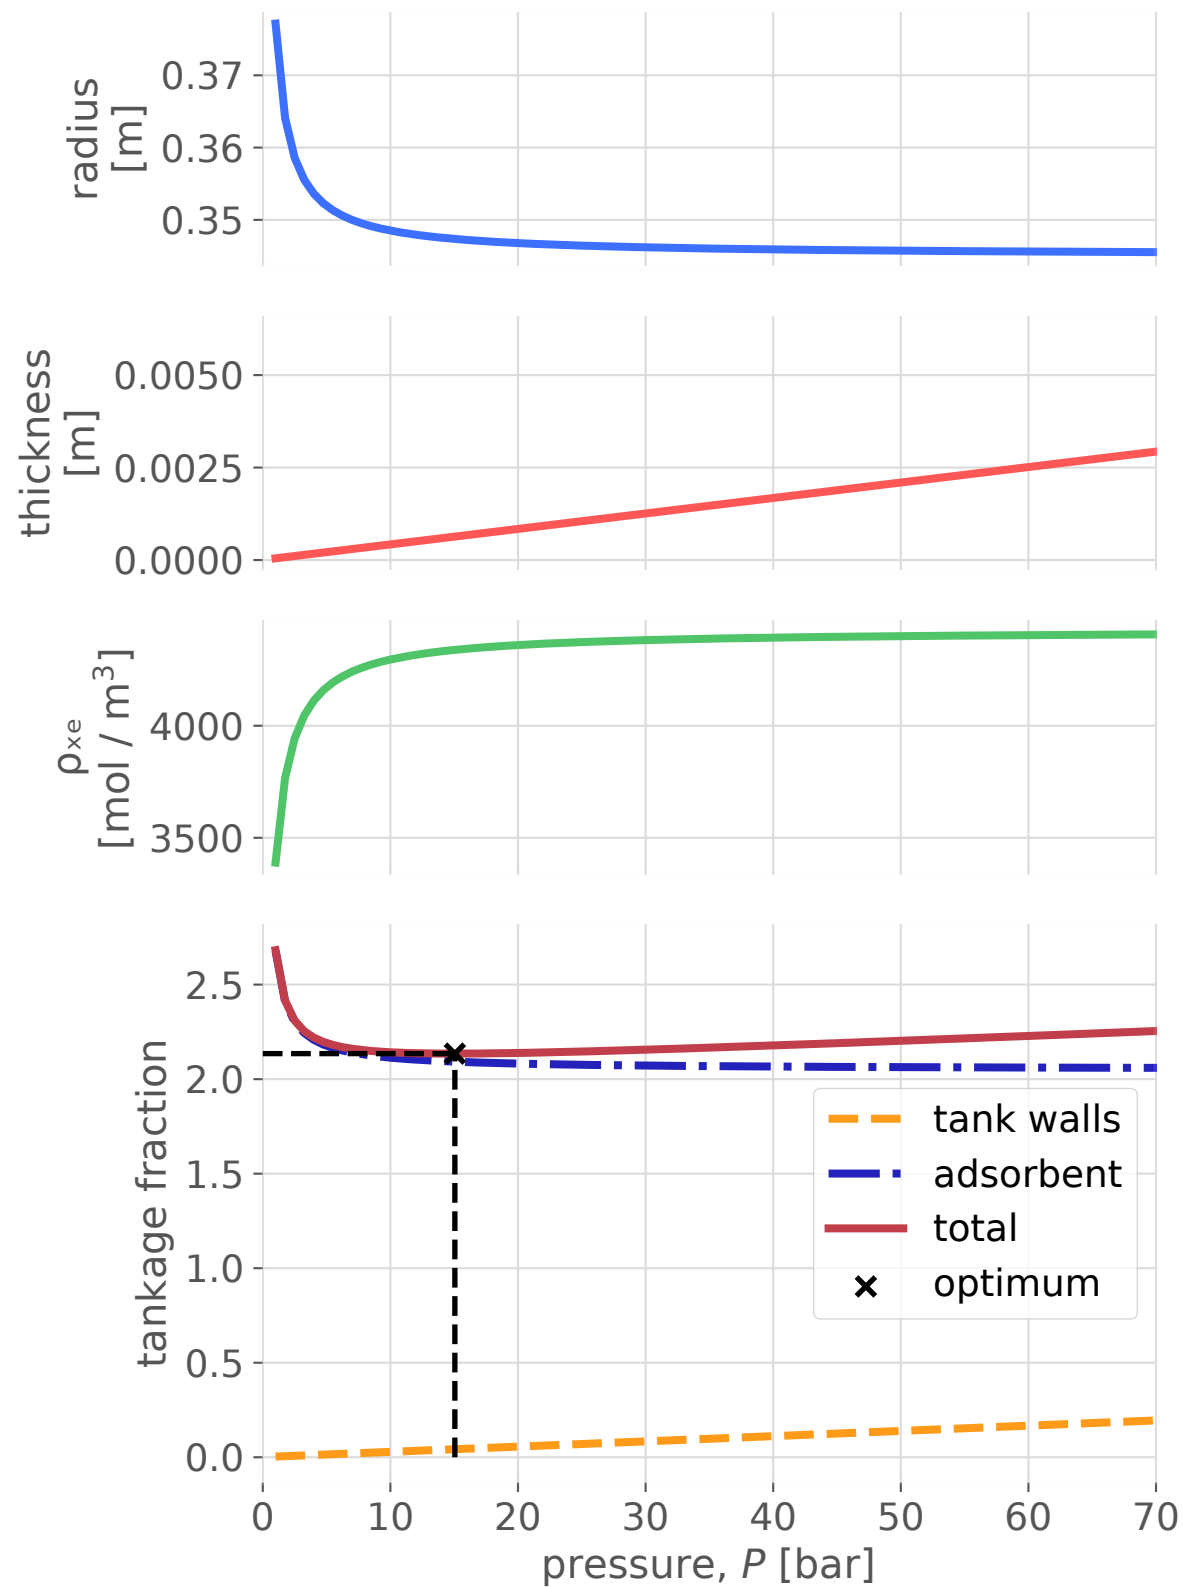 radius
[m]
0.37
0.36
0.35
thickness
[m]
0.0050
0.0025
0.0000
ρₓₑ
[mol / m³]
4000
3500
tankage fraction
2.5
2.0
1.5
1.0
0.5
0.0
tank walls
adsorbent
total
optimum
0 10 20 30 40 50 60 70
pressure, P [bar]